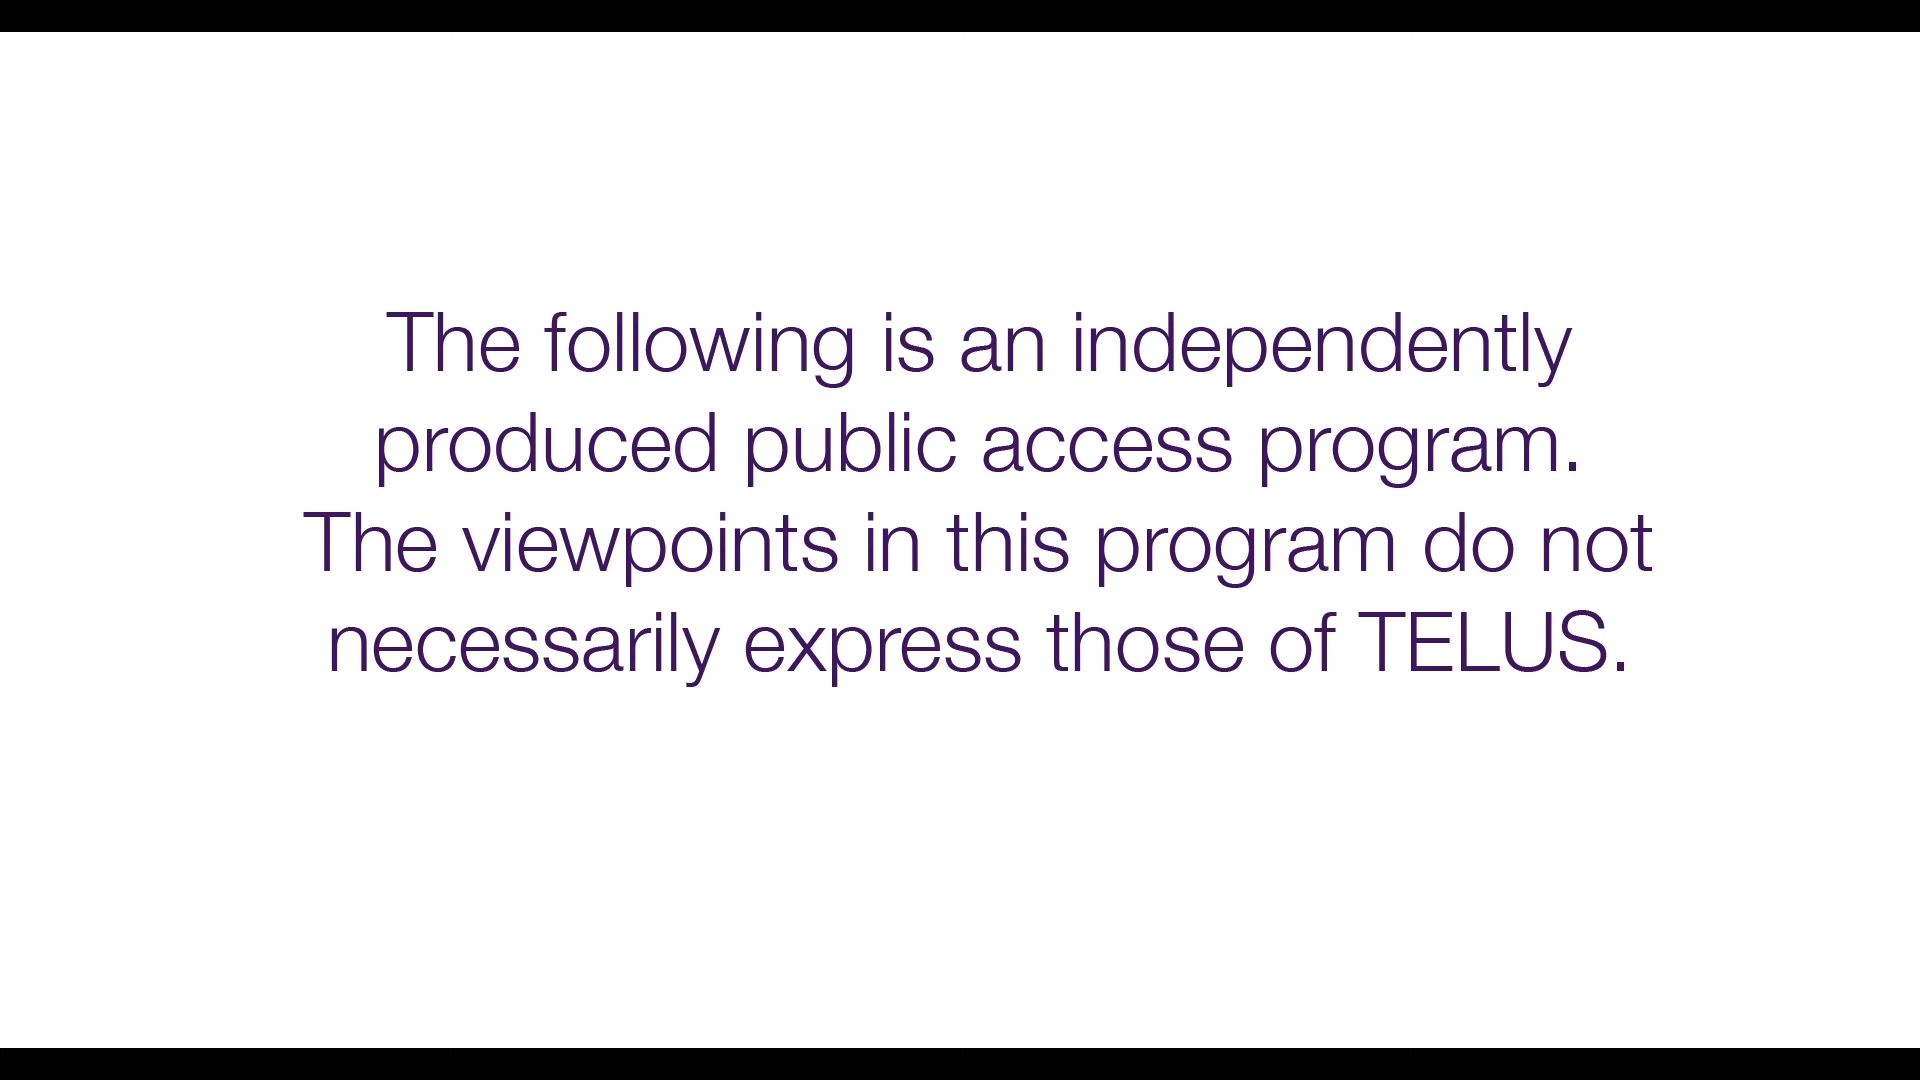 The following is an independently
produced public access program.
The viewpoints in this program do not
necessarily express those of TELUS.